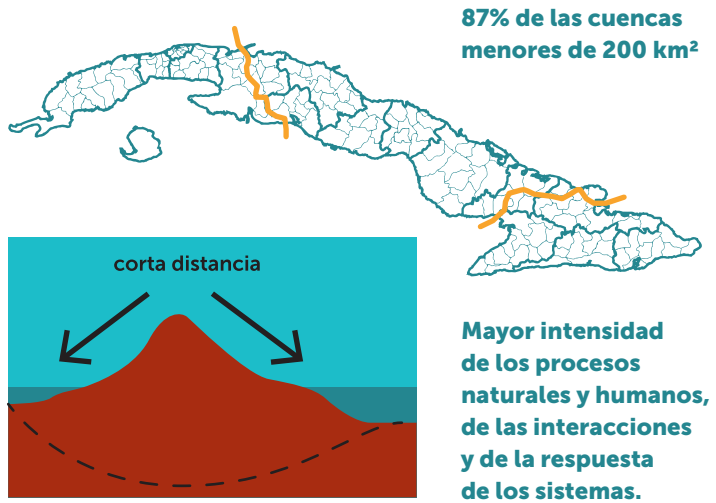 87% de las cuencas
menores de 200 km²
corta distancia
Mayor intensidad
de los procesos
naturales y humanos,
de las interacciones
y de la respuesta
de los sistemas.